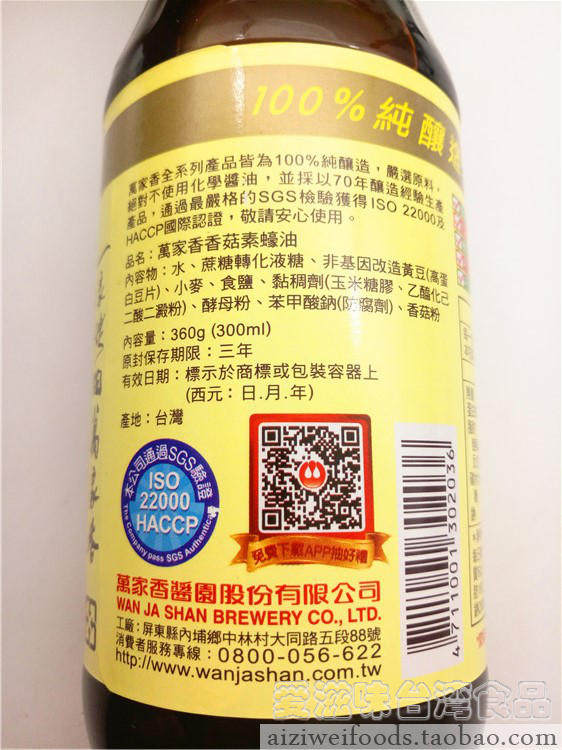 100%純釀造
萬家香全系列產品皆為100%純釀造，嚴選原料，
絕對不使用化學醬油，並採以70年釀造經驗生產
產品，通過最嚴格的SGS檢驗獲得ISO 22000及
HACCP國際認證，敬請安心使用。
品名：萬家香香菇素蠔油
內容物：水、蔗糖轉化液糖、非基因改造黃豆(高蛋
白豆片)、小麥、食鹽、黏稠劑(玉米糖膠、乙醯化己
二酸二澱粉)、酵母粉、苯甲酸鈉(防腐劑)、香菇粉
內容量：360g (300ml)
原封保存期限：三年
有效日期：標示於商標或包裝容器上
(西元：日.月.年)
產地：台灣
本公司通過SGS驗證
ISO
22000
HACCP
The Company pass SGS Authentica
免費下載APP抽好禮
4711001302036
萬家香醬園股份有限公司
WAN JA SHAN BREWERY CO., LTD.
工廠：屏東縣內埔鄉中林村大同路五段88號
消費者服務專線：0800-056-622
http://www.wanjashan.com.tw
爱滋味台湾食品
aiziweifoods.taobao.com